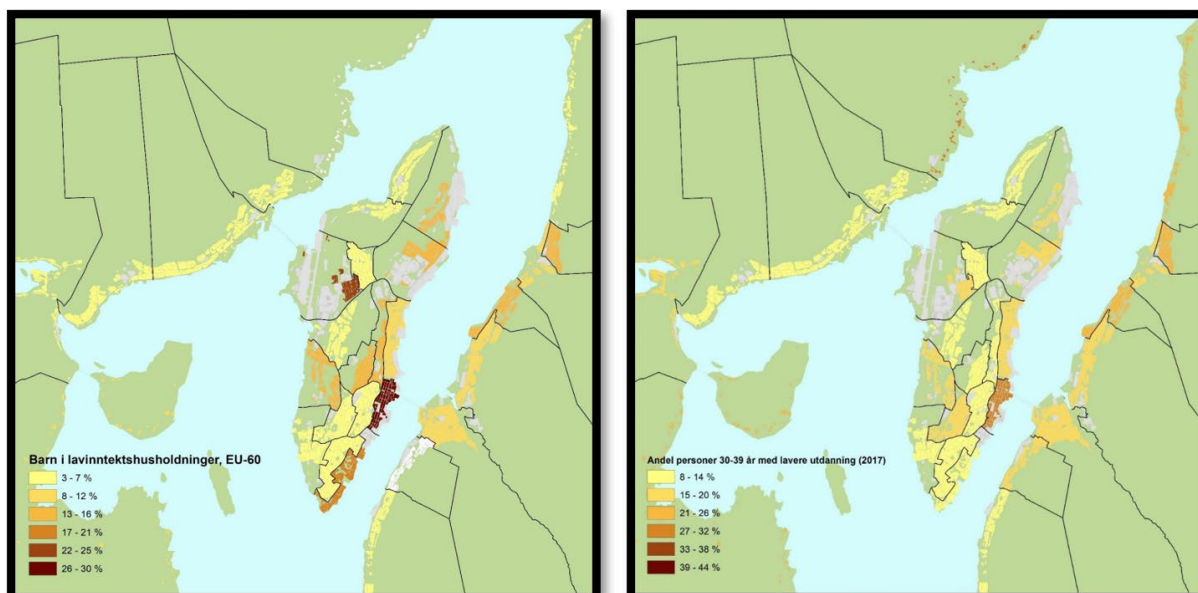 Barn i lavinntektshusholdninger, EU-60
3 - 7 %
8 - 12 %
13 - 16 %
17 - 21 %
22 - 25 %
26 - 30 %
Andel personer 30-39 år med lavere utdanning (2017)
8 - 14 %
15 - 20 %
21 - 26 %
27 - 32 %
33 - 38 %
39 - 44 %